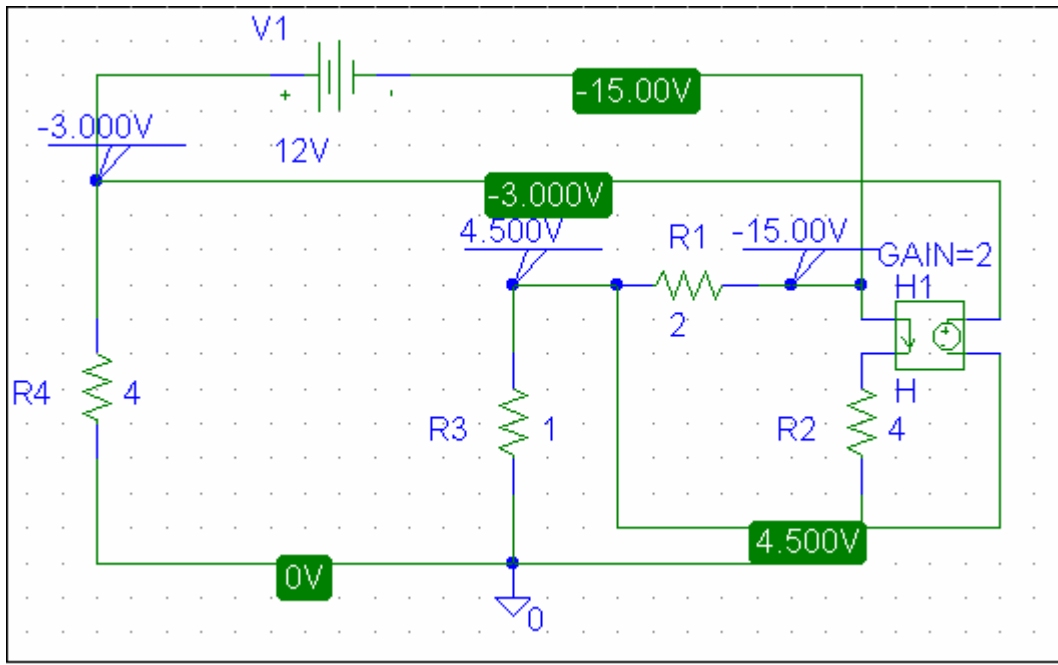 V1
-15.00V
+
-
-3.000V
12V
-3.000V
4.500V
R1
-15.00V
GAIN=2
H1
2
+
-
R4
4
R3
1
R2
4
H
4.500V
0V
0